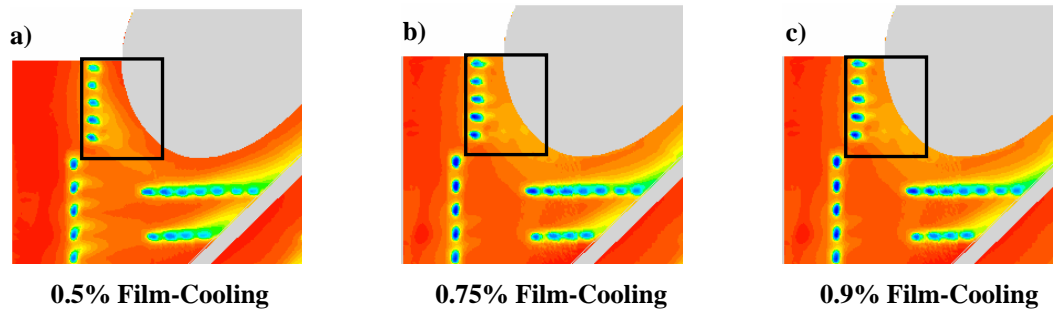 a)
b)
c)
0.5% Film-Cooling
0.75% Film-Cooling
0.9% Film-Cooling